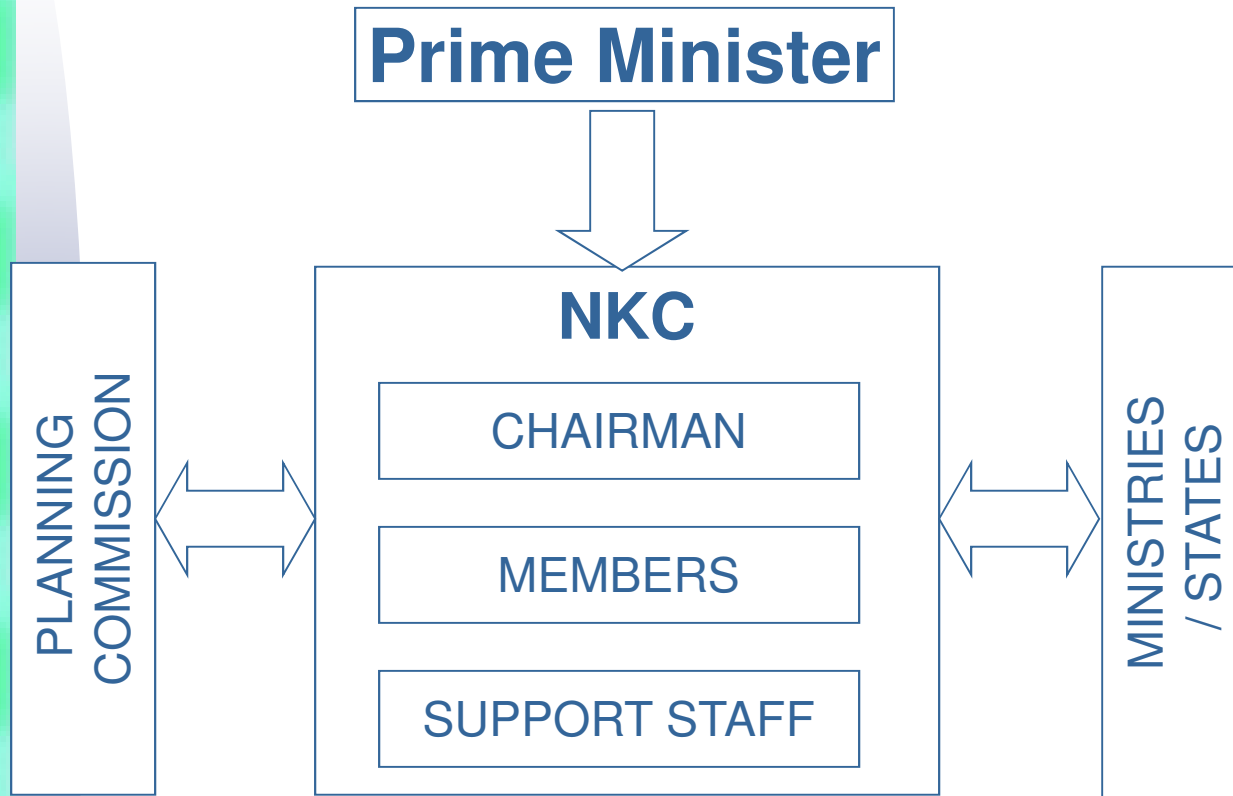 Prime Minister
NKC
PLANNING
COMMISSION
CHAIRMAN
MEMBERS
SUPPORT STAFF
MINISTRIES
/ STATES